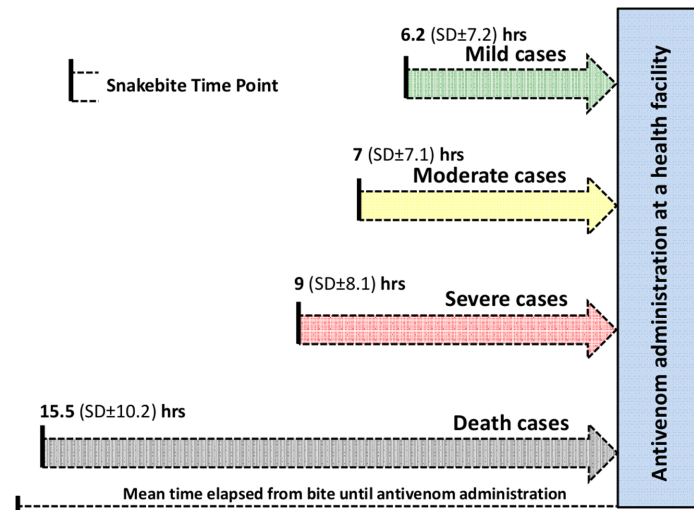 6.2 (SD±7.2) hrs
Mild cases
Snakebite Time Point
7 (SD±7.1) hrs
Moderate cases
9 (SD±8.1) hrs
Severe cases
15.5 (SD±10.2) hrs
Death cases
Mean time elapsed from bite until antivenom administration
Antivenom administration at a health facility